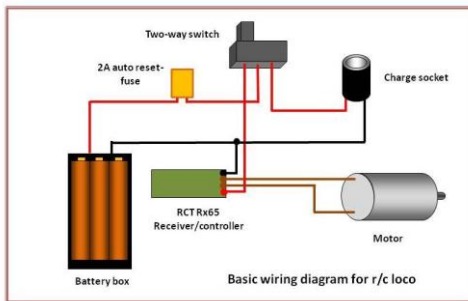 Two-way switch
2A auto reset-
fuse
Charge socket
RCT Rx65
Receiver/controller
Motor
Battery box
Basic wiring diagram for r/c loco